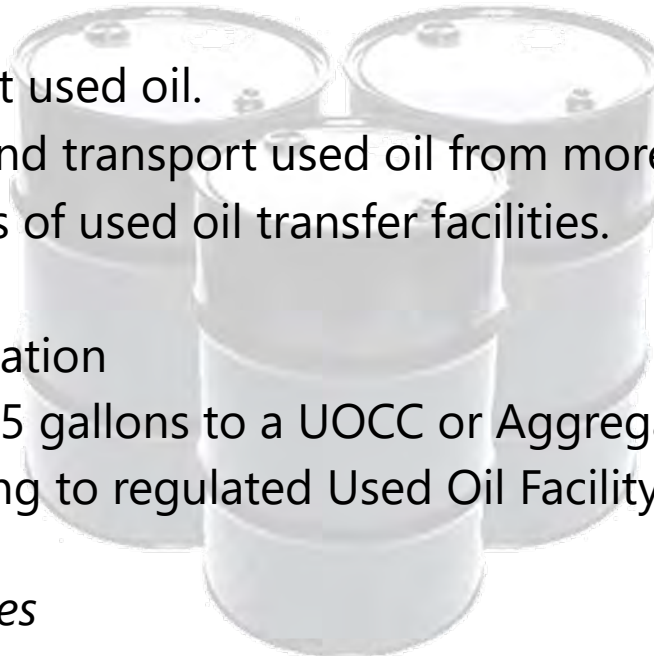 t used oil.
nd transport used oil from more
s of used oil transfer facilities.
ation
5 gallons to a UOCC or Aggrega
ng to regulated Used Oil Facility
es